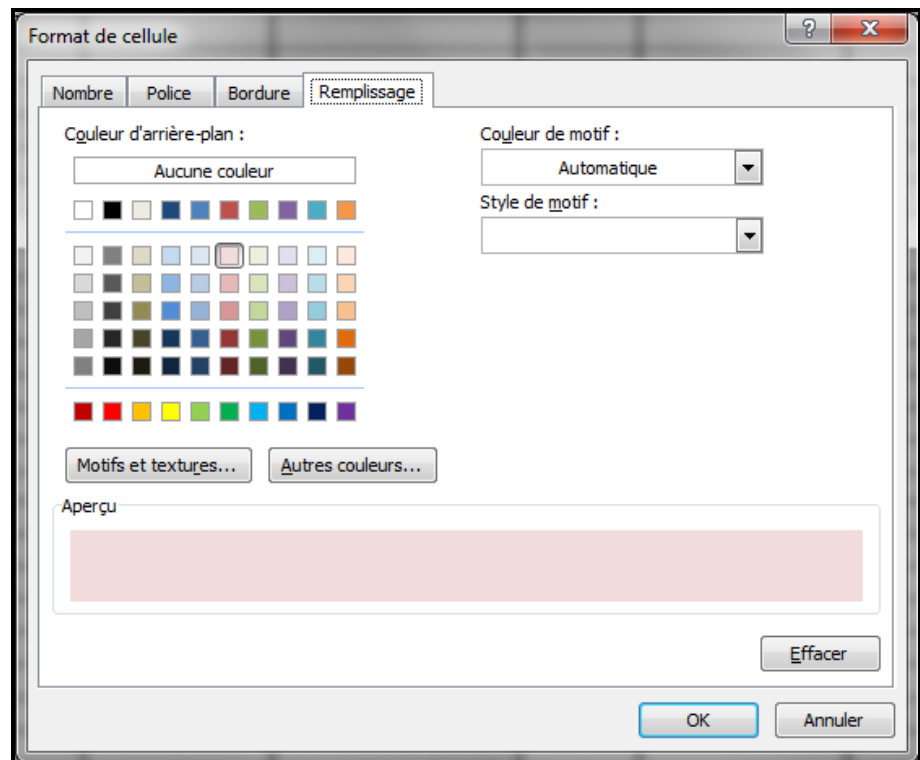 Format de cellule
?
Nombre Police Bordure Remplissage
Couleur d'arrière-plan :
Aucune couleur
Couleur de motif :
Automatique
Style de motif :
Motifs et textures... Autres couleurs...
Aperçu
Effacer
OK Annuler